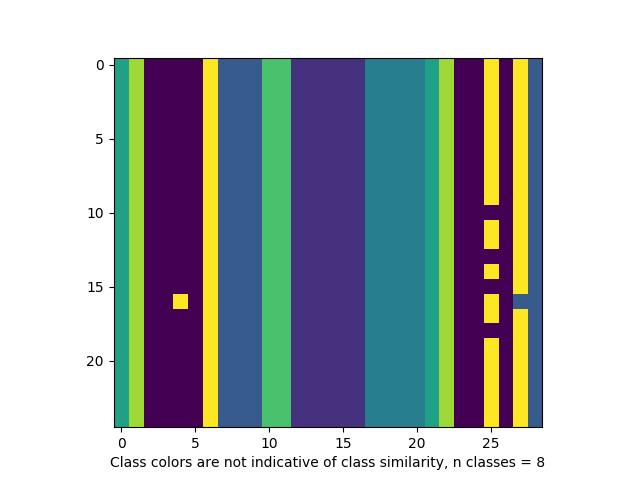 0
5
10
15
20
0 5 10 15 20 25
Class colors are not indicative of class similarity, n classes = 8